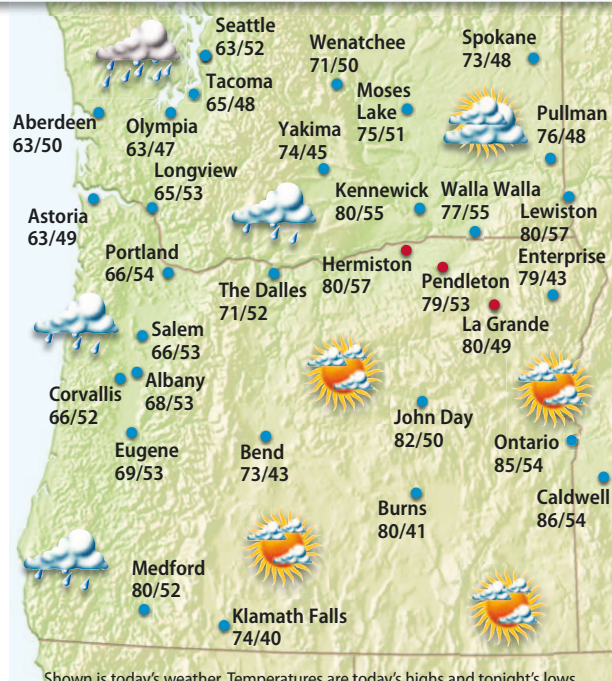 Seattle
63/52
Wenatchee
71/50
Spokane
73/48
Tacoma
65/48
Moses
Lake
75/51
Pullman
76/48
Aberdeen
63/50
Olympia
63/47
Yakima
74/45
Longview
65/53
Kennewick
80/55
Walla Walla
77/55
Lewiston
80/57
Astoria
63/49
Portland
66/54
The Dalles
71/52
Hermiston
80/57
Pendleton
79/53
Enterprise
79/43
La Grande
80/49
Salem
66/53
Corvallis
66/52
Albany
68/53
John Day
82/50
Ontario
85/54
Eugene
69/53
Bend
73/43
Caldwell
86/54
Burns
80/41
Medford
80/52
Klamath Falls
74/40
Shown is today's weather. Temperatures are today's highs and tonight's lows.